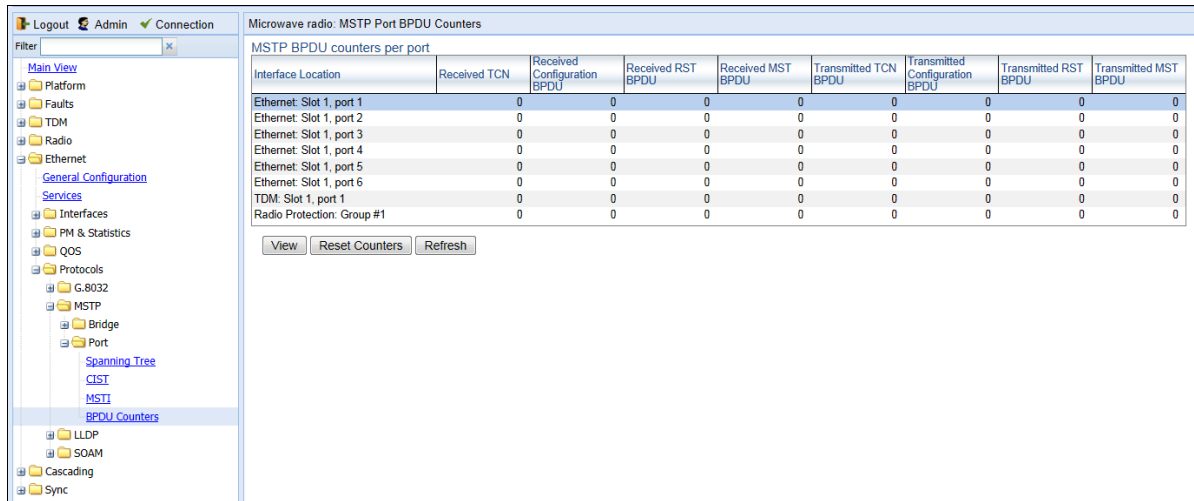 Logout Admin Connection
Filter
Main View
Platform
Faults
TDM
Radio
Ethernet
General Configuration
Services
Interfaces
PM & Statistics
QOS
Protocols
G.8032
MSTP
Bridge
Port
Spanning Tree
CIST
MSTI
BPDU Counters
LLDP
SOAM
Cascading
Sync
Microwave radio: MSTP Port BPDU Counters
MSTP BPDU counters per port
Interface Location Received TCN Received Configuration BPDU Received RST BPDU Received MST BPDU Transmitted TCN BPDU Transmitted Configuration BPDU Transmitted RST BPDU Transmitted MST BPDU
Ethernet: Slot 1, port 1 0 0 0 0 0 0 0 0
Ethernet: Slot 1, port 2 0 0 0 0 0 0 0 0
Ethernet: Slot 1, port 3 0 0 0 0 0 0 0 0
Ethernet: Slot 1, port 4 0 0 0 0 0 0 0 0
Ethernet: Slot 1, port 5 0 0 0 0 0 0 0 0
Ethernet: Slot 1, port 6 0 0 0 0 0 0 0 0
TDM: Slot 1, port 1 0 0 0 0 0 0 0 0
Radio Protection: Group #1 0 0 0 0 0 0 0 0
View Reset Counters Refresh